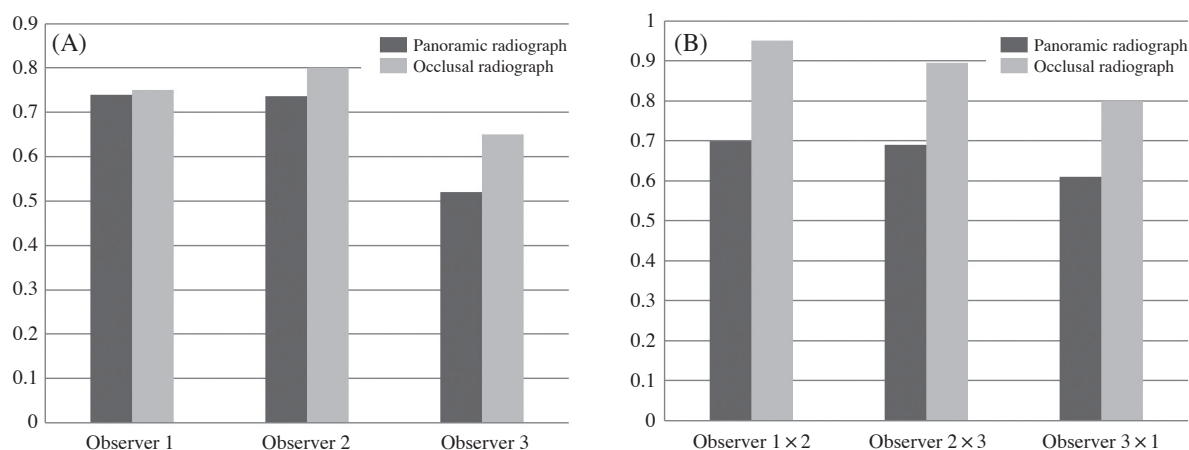 (A)
Panoramic radiograph
Occlusal radiograph
0.9
0.8
0.7
0.6
0.5
0.4
0.3
0.2
0.1
0
Observer 1 Observer 2 Observer 3
(B)
Panoramic radiograph
Occlusal radiograph
1
0.9
0.8
0.7
0.6
0.5
0.4
0.3
0.2
0.1
0
Observer 1 × 2 Observer 2 × 3 Observer 3 × 1